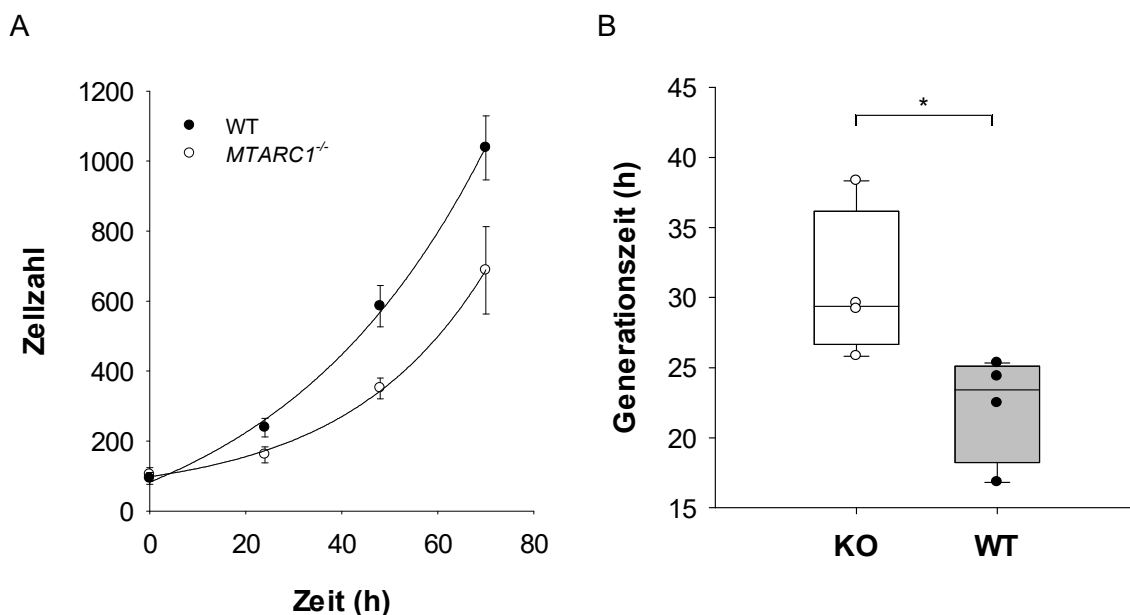 A
Zellzahl
1200
1000
800
600
400
200
0
WT
MTARC1-/-
0 20 40 60 80
Zeit (h)
B
Generationszeit (h)
45
40
35
30
25
20
15
*
KO WT